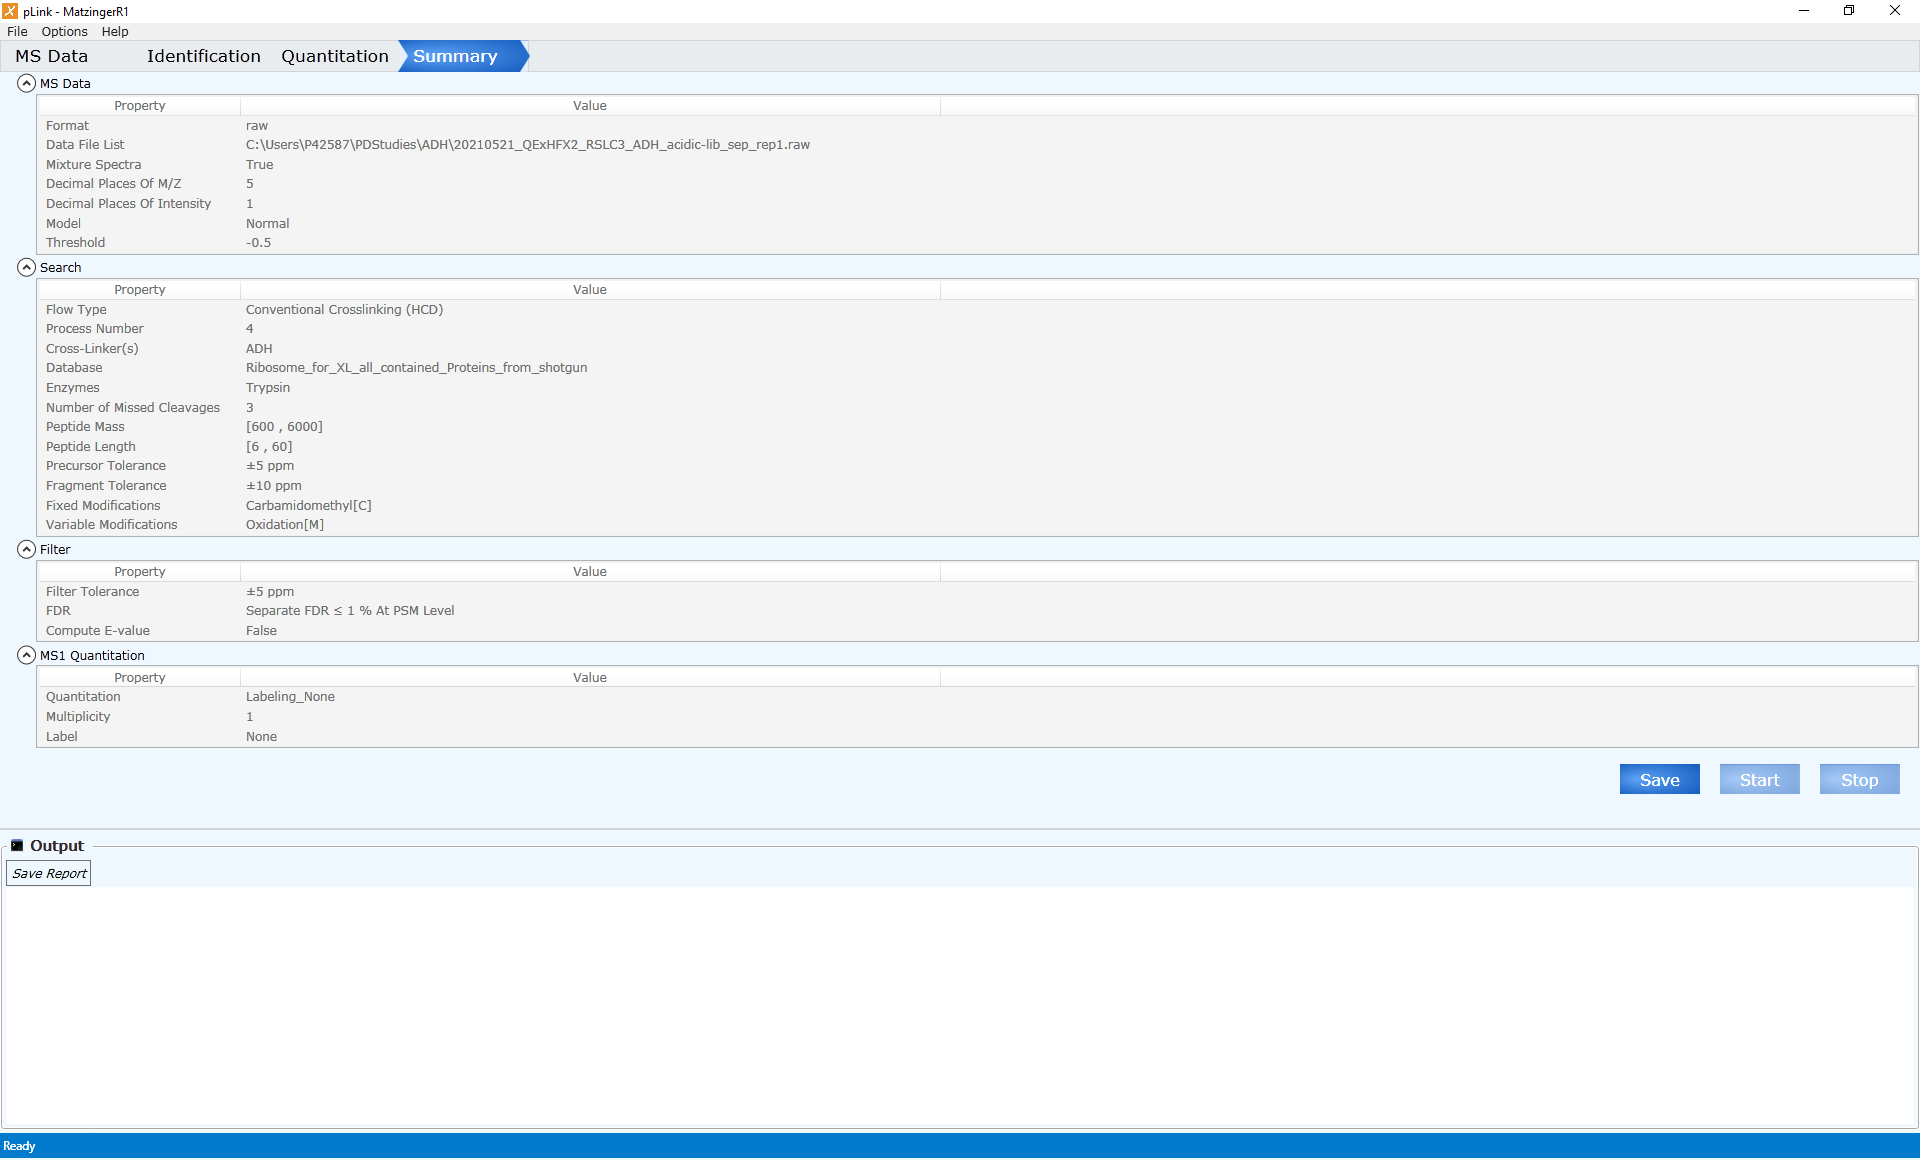 pLink - MatzingerR1
File Options Help
MS Data Identification Quantitation Summary
MS Data
Property Value
Format raw
Data File List C:\Users\P42587\PDStudies\ADH\20210521_QExHFX2_RSLC3_ADH_acidic-lib_sep_rep1.raw
Mixture Spectra True
Decimal Places Of M/Z 5
Decimal Places Of Intensity 1
Model Normal
Threshold -0.5
Search
Property Value
Flow Type Conventional Crosslinking (HCD)
Process Number 4
Cross-Linker(s) ADH
Database Ribosome_for_XL_all_contained_Proteins_from_shotgun
Enzymes Trypsin
Number of Missed Cleavages 3
Peptide Mass [600 , 6000]
Peptide Length [6 , 60]
Precursor Tolerance ±5 ppm
Fragment Tolerance ±10 ppm
Fixed Modifications Carbamidomethyl[C]
Variable Modifications Oxidation[M]
Filter
Property Value
Filter Tolerance ±5 ppm
FDR Separate FDR ≤ 1 % At PSM Level
Compute E-value False
MS1 Quantitation
Property Value
Quantitation Labeling_None
Multiplicity 1
Label None
Save Start Stop
Output
Save Report
Ready